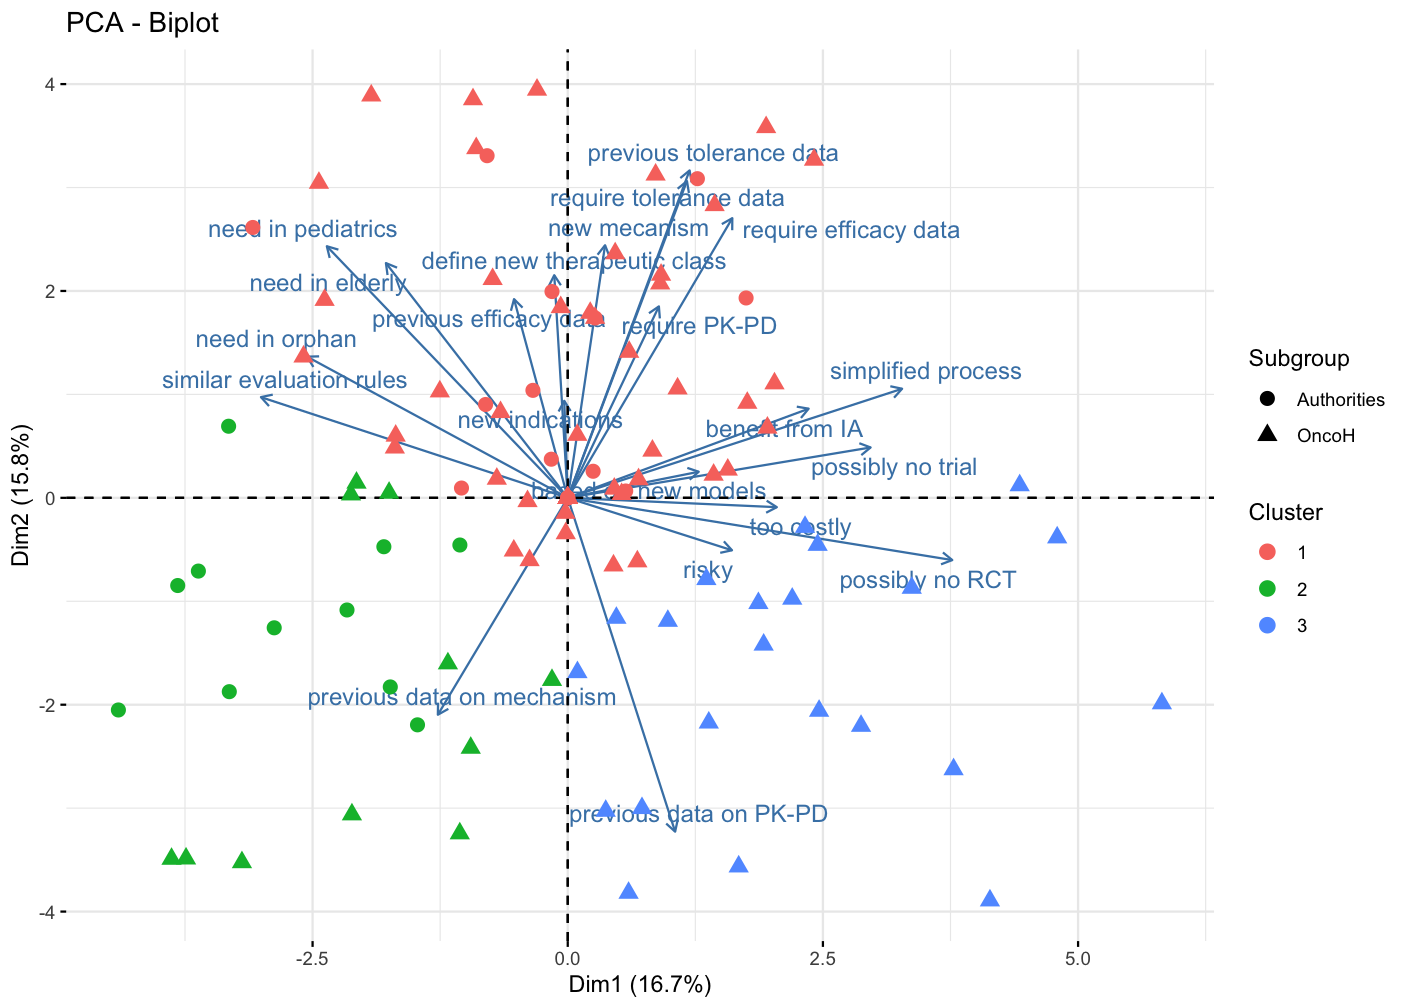 PCA - Biplot
4
previous tolerance data
require tolerance data
need in pediatrics
new mecanism
require efficacy data
define new therapeutic class
need in elderly
2
previous efficacy data
require PK-PD
need in orphan
similar evaluation rules
simplified process
new indications
benefit from IA
possibly no trial
based on new models
0
too costly
risky
possibly no RCT
previous data on mechanism
-2
previous data on PK-PD
-4
-2.5
0.0
2.5
5.0
Dim1 (16.7%)
Dim2 (15.8%)
Subgroup
Authorities
OncoH
Cluster
1
2
3